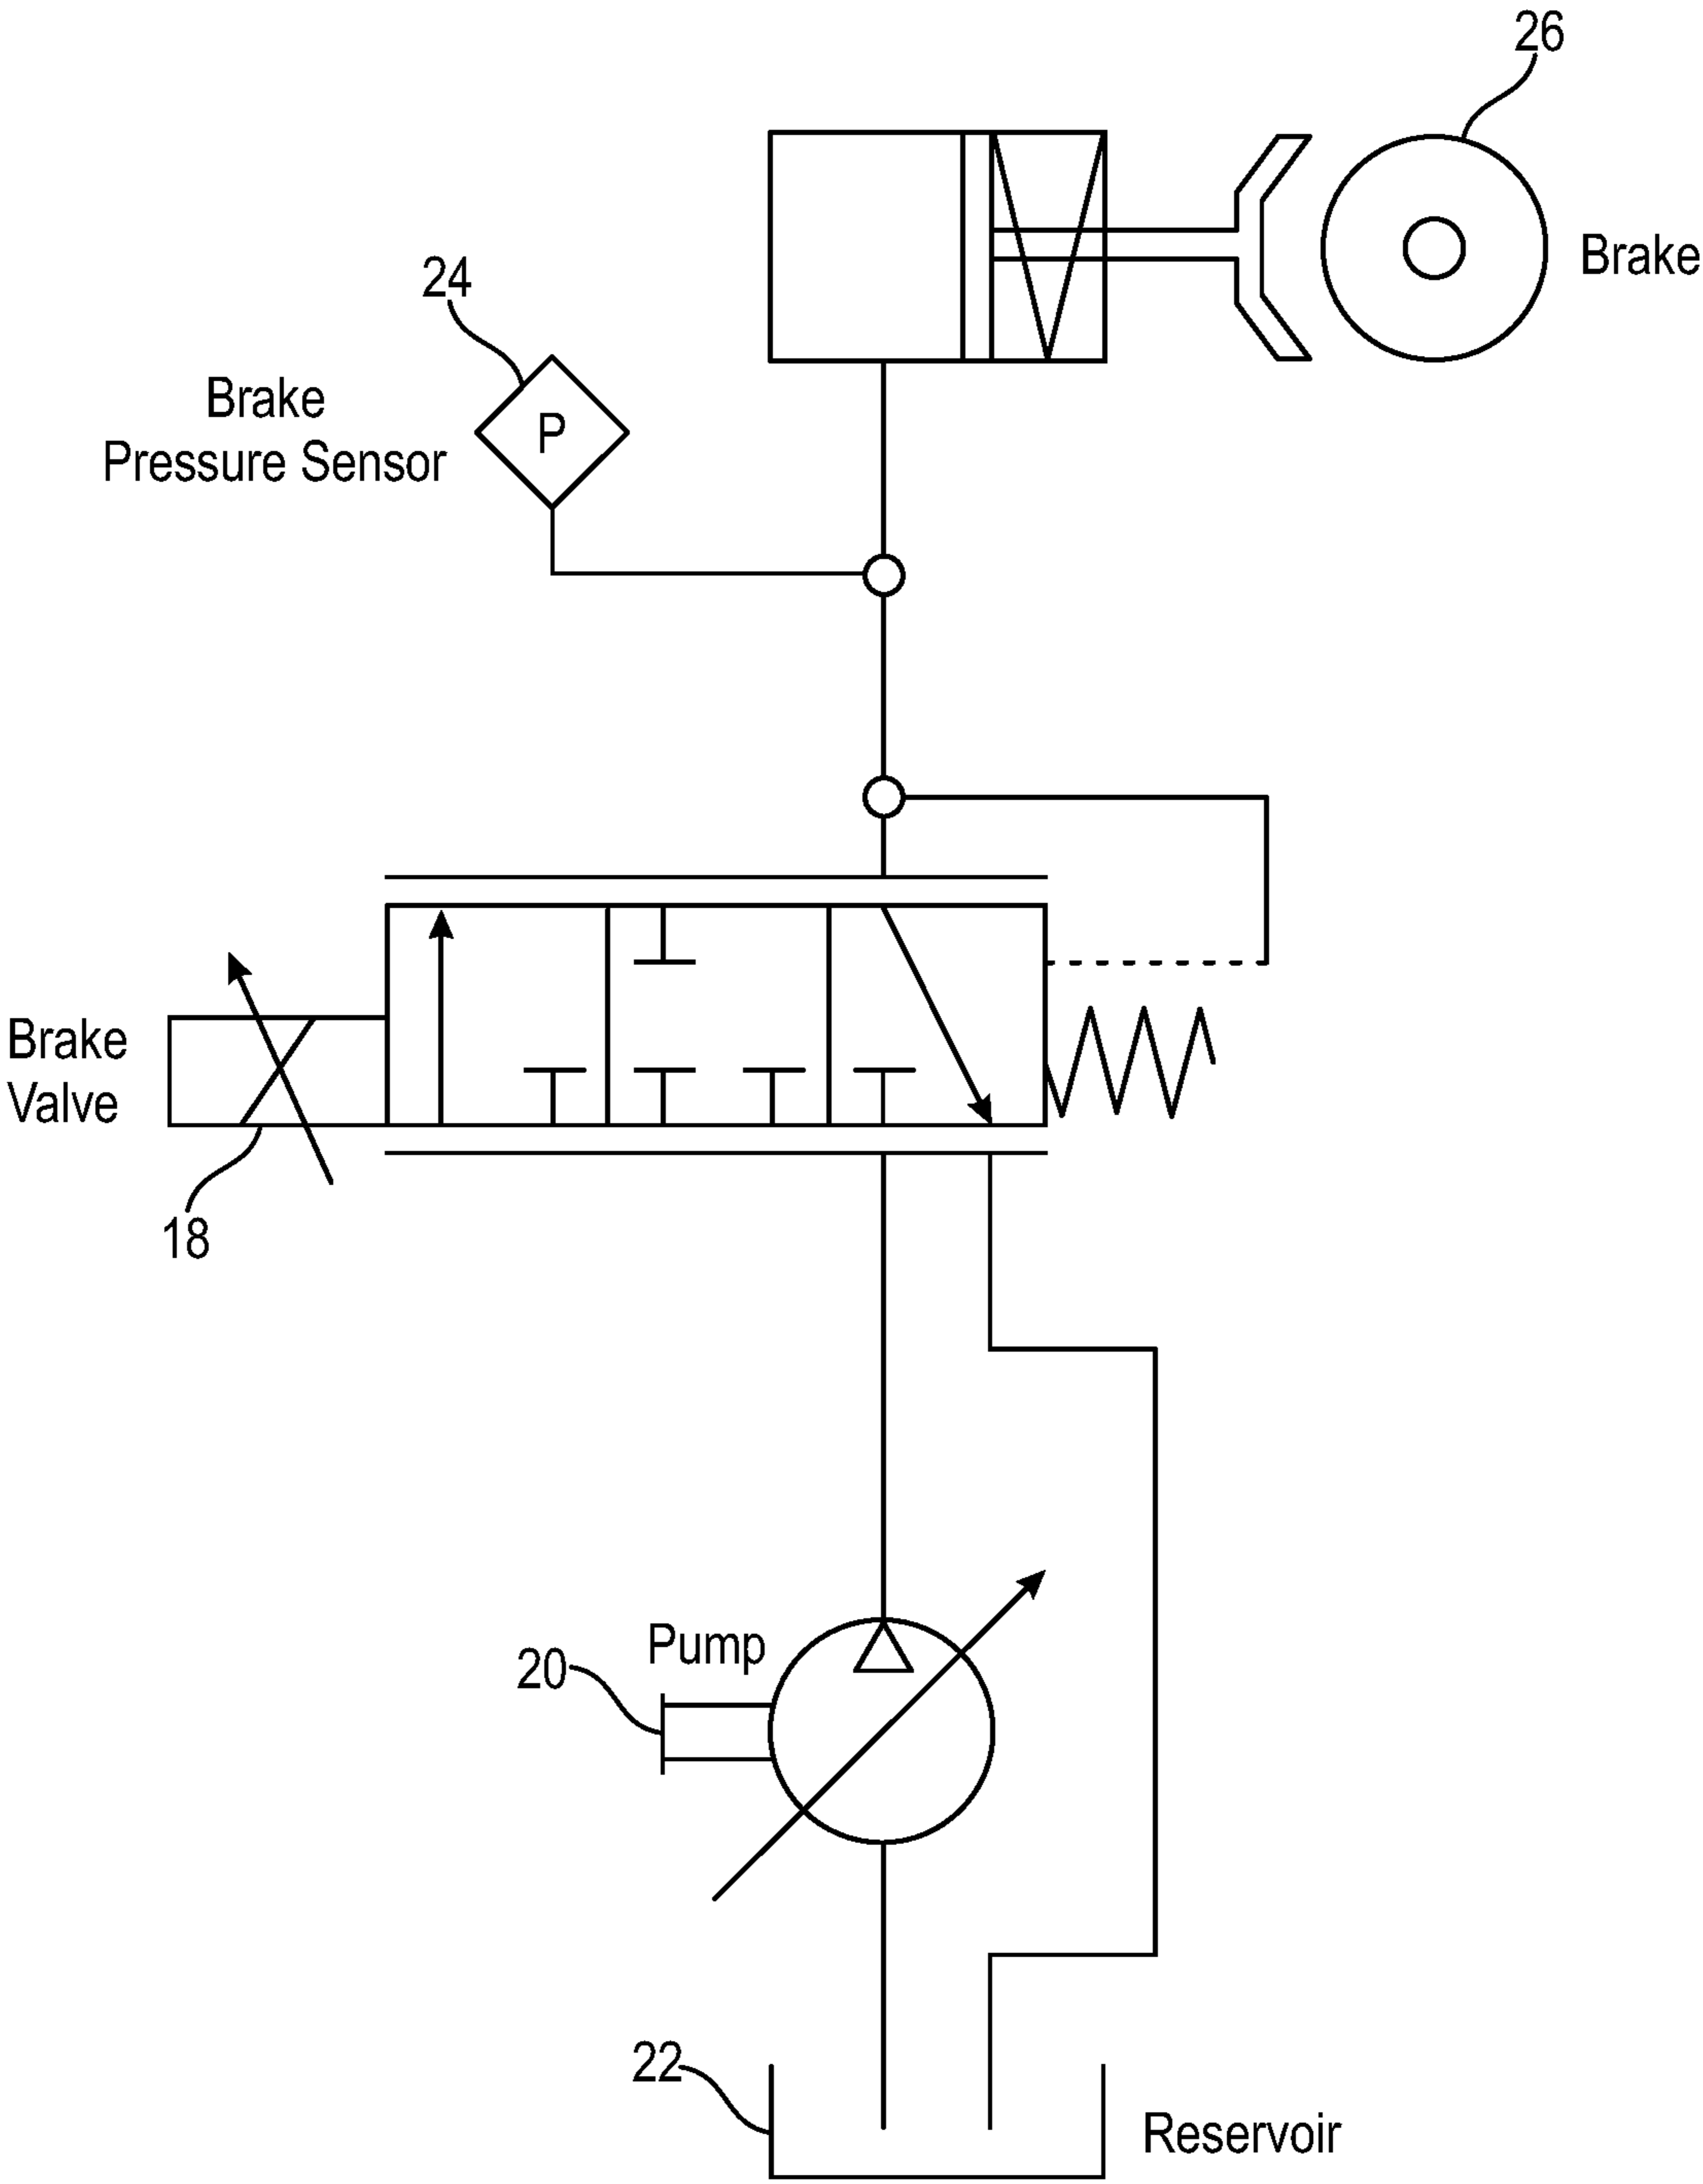 26
Brake
24
Brake
Pressure Sensor
P
Brake
Valve
18
Pump
20
22
Reservoir